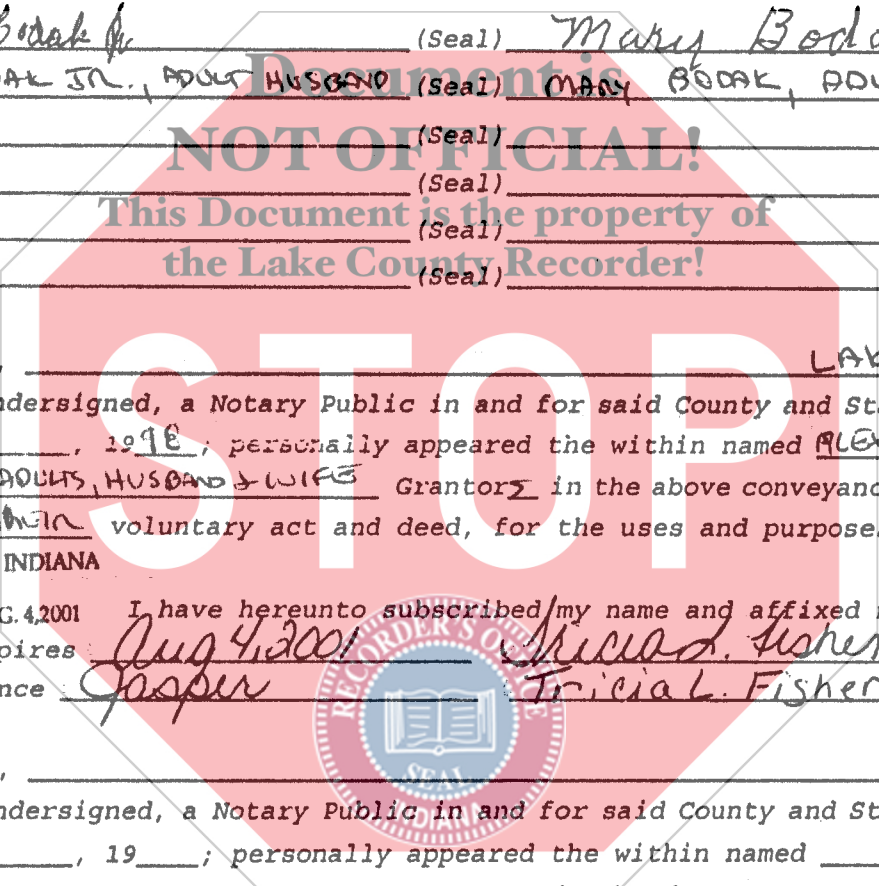 Bodak Jr (Seal) Mary Boda
AK JR., ADULT HUSBAND (Seal) MARY BODAK, ADU
Document is
NOT OFFICIAL! (Seal)
(Seal)
This Document is the property of
(Seal)
the Lake County Recorder!
(Seal)
STOP
, LAK
ndersigned, a Notary Public in and for said County and St
, 1998; personally appeared the within named ALE
ADULTS, HUSBAND & WIFE Grantors in the above conveyanc
voluntary act and deed, for the uses and purpose
INDIANA
G. 4,2001 I have hereunto subscribed my name and affixed
pires Aug 4, 2001 Tricia L. Fisher
nce Jasper Tricia L. Fisher
RECORDER'S OFFICE
SEAL
INDIANA
,
ndersigned, a Notary Public in and for said County and St
, 19 ; personally appeared the within named